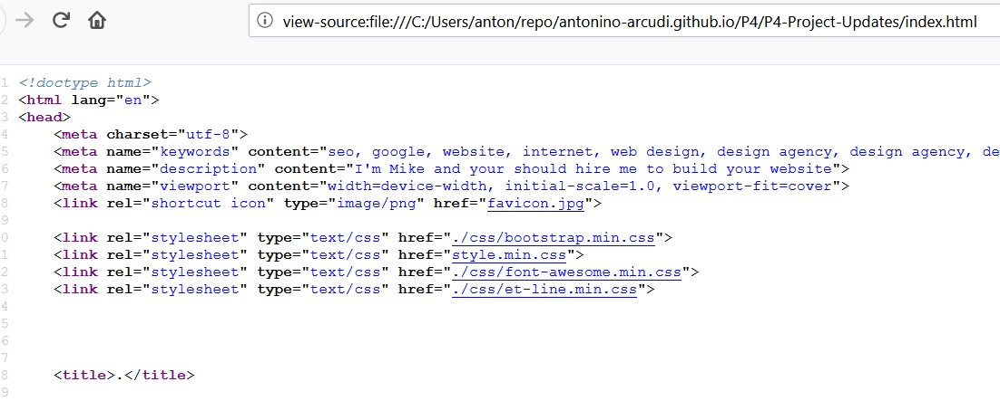 view-source:file:///C:/Users/anton/repo/antonino-arcudi.github.io/P4/P4-Project-Updates/index.html
1 <!doctype html>
2 <html lang="en">
3 <head>
4 <meta charset="utf-8">
5 <meta name="keywords" content="seo, google, website, internet, web design, design agency, design agency, de
6 <meta name="description" content="I'm Mike and your should hire me to build your website">
7 <meta name="viewport" content="width=device-width, initial-scale=1.0, viewport-fit=cover">
8 <link rel="shortcut icon" type="image/png" href="favicon.jpg">
9
0 <link rel="stylesheet" type="text/css" href="./css/bootstrap.min.css">
1 <link rel="stylesheet" type="text/css" href="style.min.css">
2 <link rel="stylesheet" type="text/css" href="./css/font-awesome.min.css">
3 <link rel="stylesheet" type="text/css" href="./css/et-line.min.css">
4
5
6
7
8 <title>.</title>
9